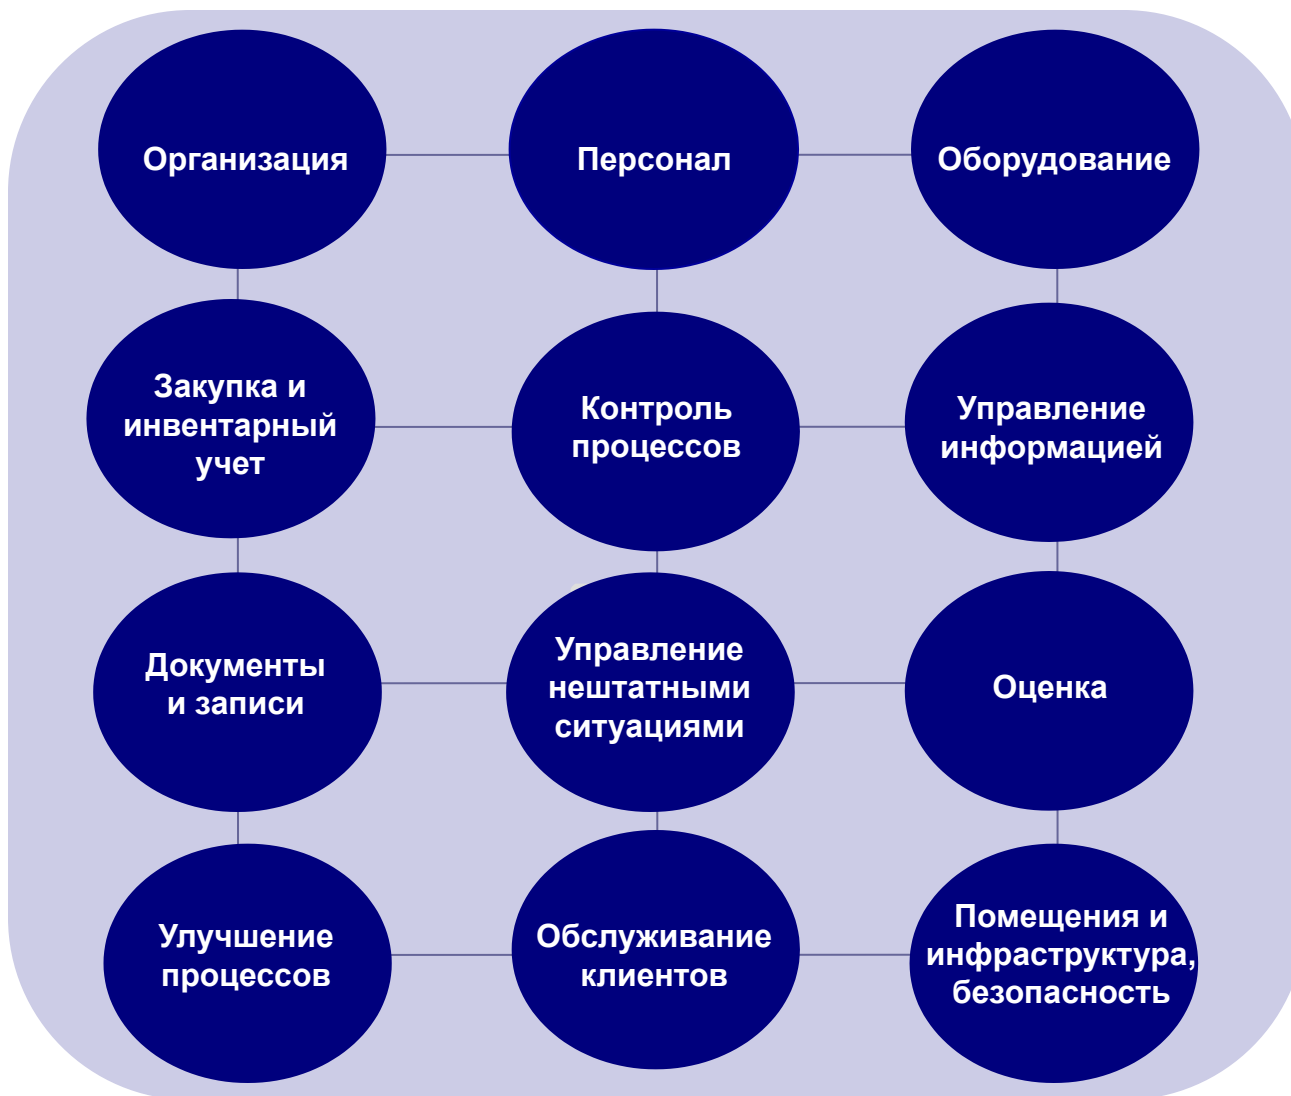 Организация
Персонал
Оборудование
Закупка и
инвентарный
учет
Контроль
процессов
Управление
информацией
Документы
и записи
Управление
нештатными
ситуациями
Оценка
Улучшение
процессов
Обслуживание
клиентов
Помещения и
инфраструктура,
безопасность